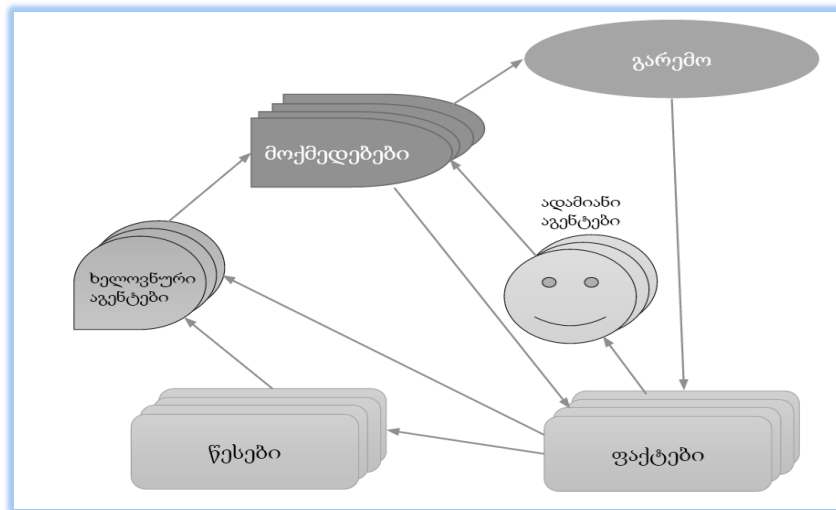 გარემო
მოქმედებები
ადამიანი
აგენტები
ხელოვნური
აგენტები
წესები
ფაქტები